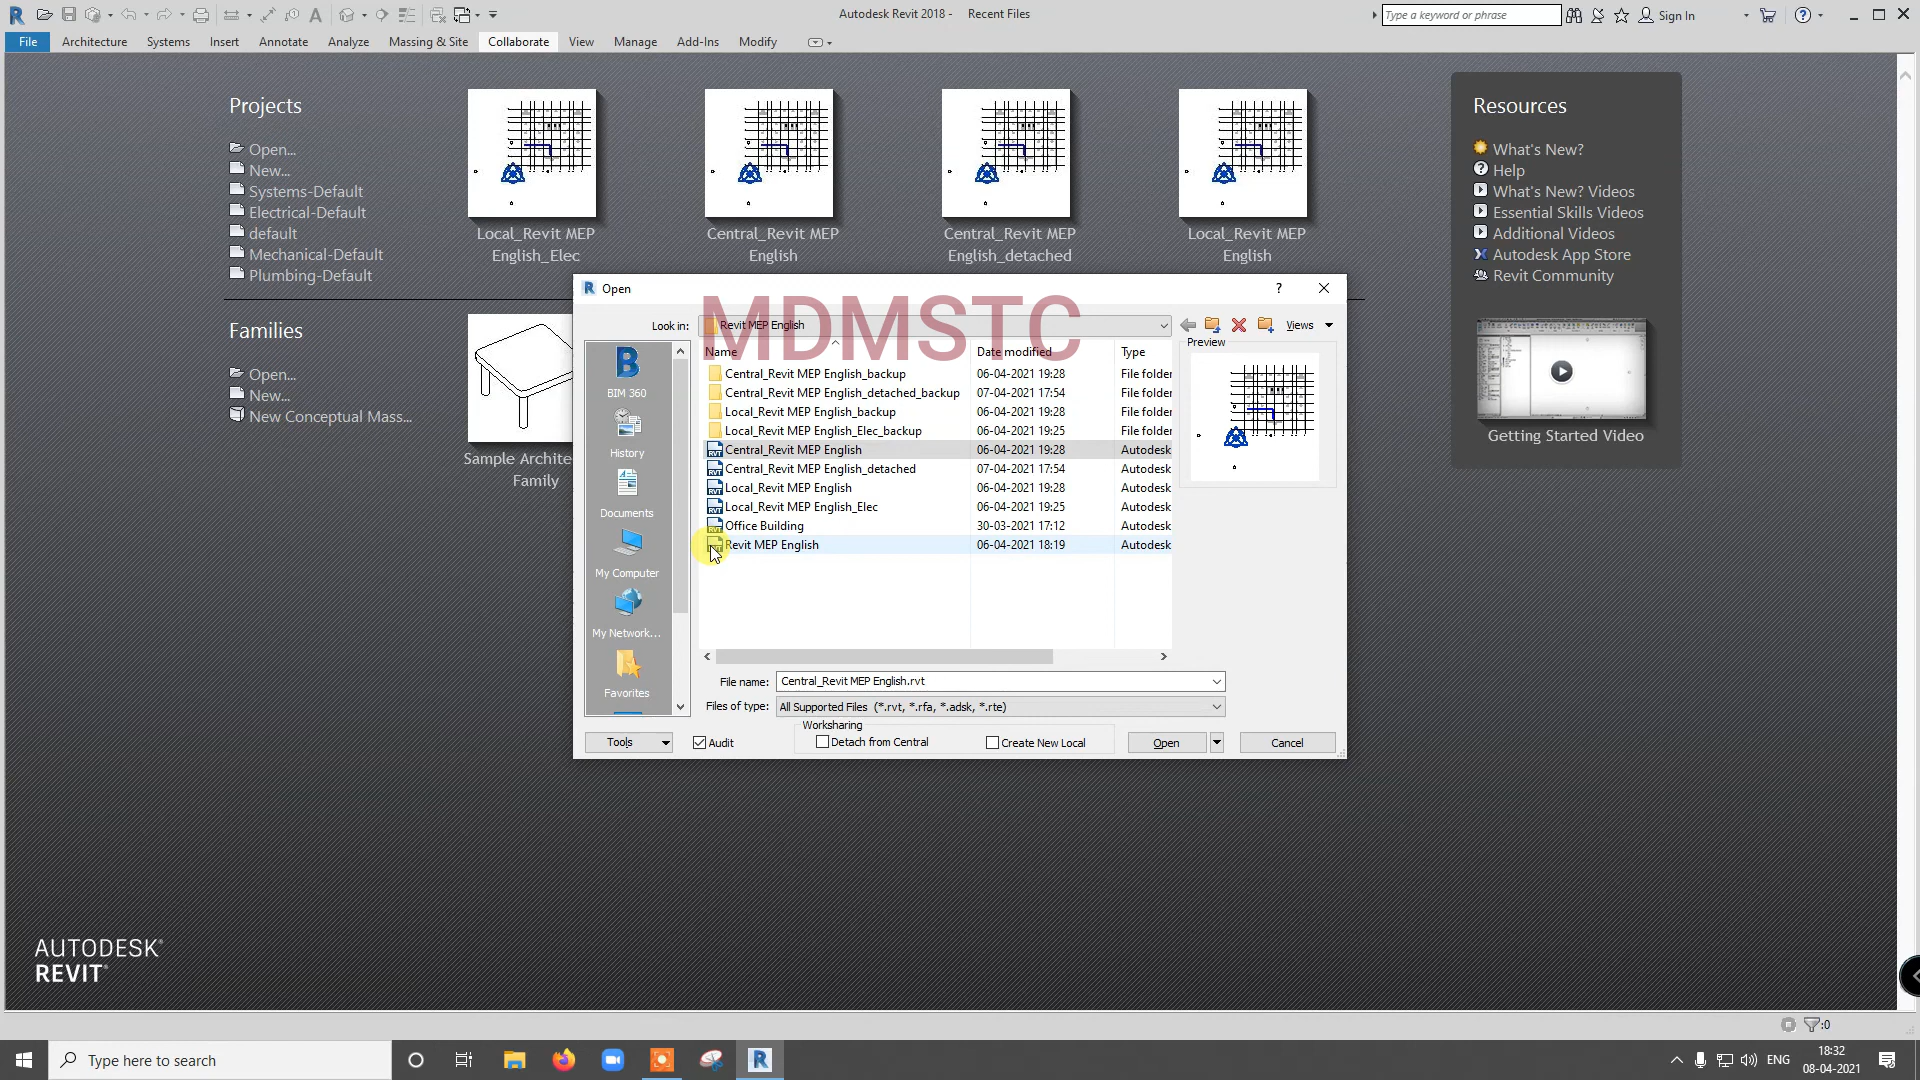 Autodesk Revit 2018 - Recent Files
Type a keyword or phrase
Sign In
File Architecture Systems Insert Annotate Analyze Massing & Site Collaborate View Manage Add-Ins Modify
Projects
Open...
New...
Systems-Default
Electrical-Default
default
Mechanical-Default
Plumbing-Default
Local_Revit MEP
English_Elec
Central_Revit MEP
English
Central_Revit MEP
English_detached
Local_Revit MEP
English
Resources
What's New?
Help
What's New? Videos
Essential Skills Videos
Additional Videos
Autodesk App Store
Revit Community
Getting Started Video
Families
Open...
New...
New Conceptual Mass...
Sample Archite
Family
Open
MDMSTC
Look in: Revit MEP English
Views
Name Date modified Type
Central_Revit MEP English_backup 06-04-2021 19:28 File folder
Central_Revit MEP English_detached_backup 07-04-2021 17:54 File folder
Local_Revit MEP English_backup 06-04-2021 19:28 File folder
Local_Revit MEP English_Elec_backup 06-04-2021 19:25 File folder
Central_Revit MEP English 06-04-2021 19:28 Autodesk
Central_Revit MEP English_detached 07-04-2021 17:54 Autodesk
Local_Revit MEP English 06-04-2021 19:28 Autodesk
Local_Revit MEP English_Elec 06-04-2021 19:25 Autodesk
Office Building 30-03-2021 17:12 Autodesk
Revit MEP English 06-04-2021 18:19 Autodesk
Preview
BIM 360
History
Documents
My Computer
My Network...
Favorites
File name: Central_Revit MEP English.rvt
Files of type: All Supported Files (*.rvt, *.rfa, *.adsk, *.rte)
Worksharing
Tools Audit Detach from Central Create New Local Open Cancel
AUTODESK®
REVIT®
:0
Type here to search
ENG
18:32
08-04-2021